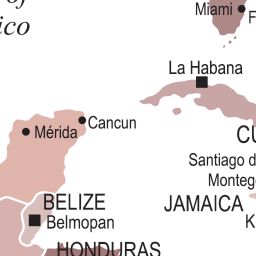 of
Miami
F
ico
La Habana
Cancun
Mérida
CU
Santiago d
Monteg
BELIZE
JAMAICA
Belmopan
K
HONDURAS